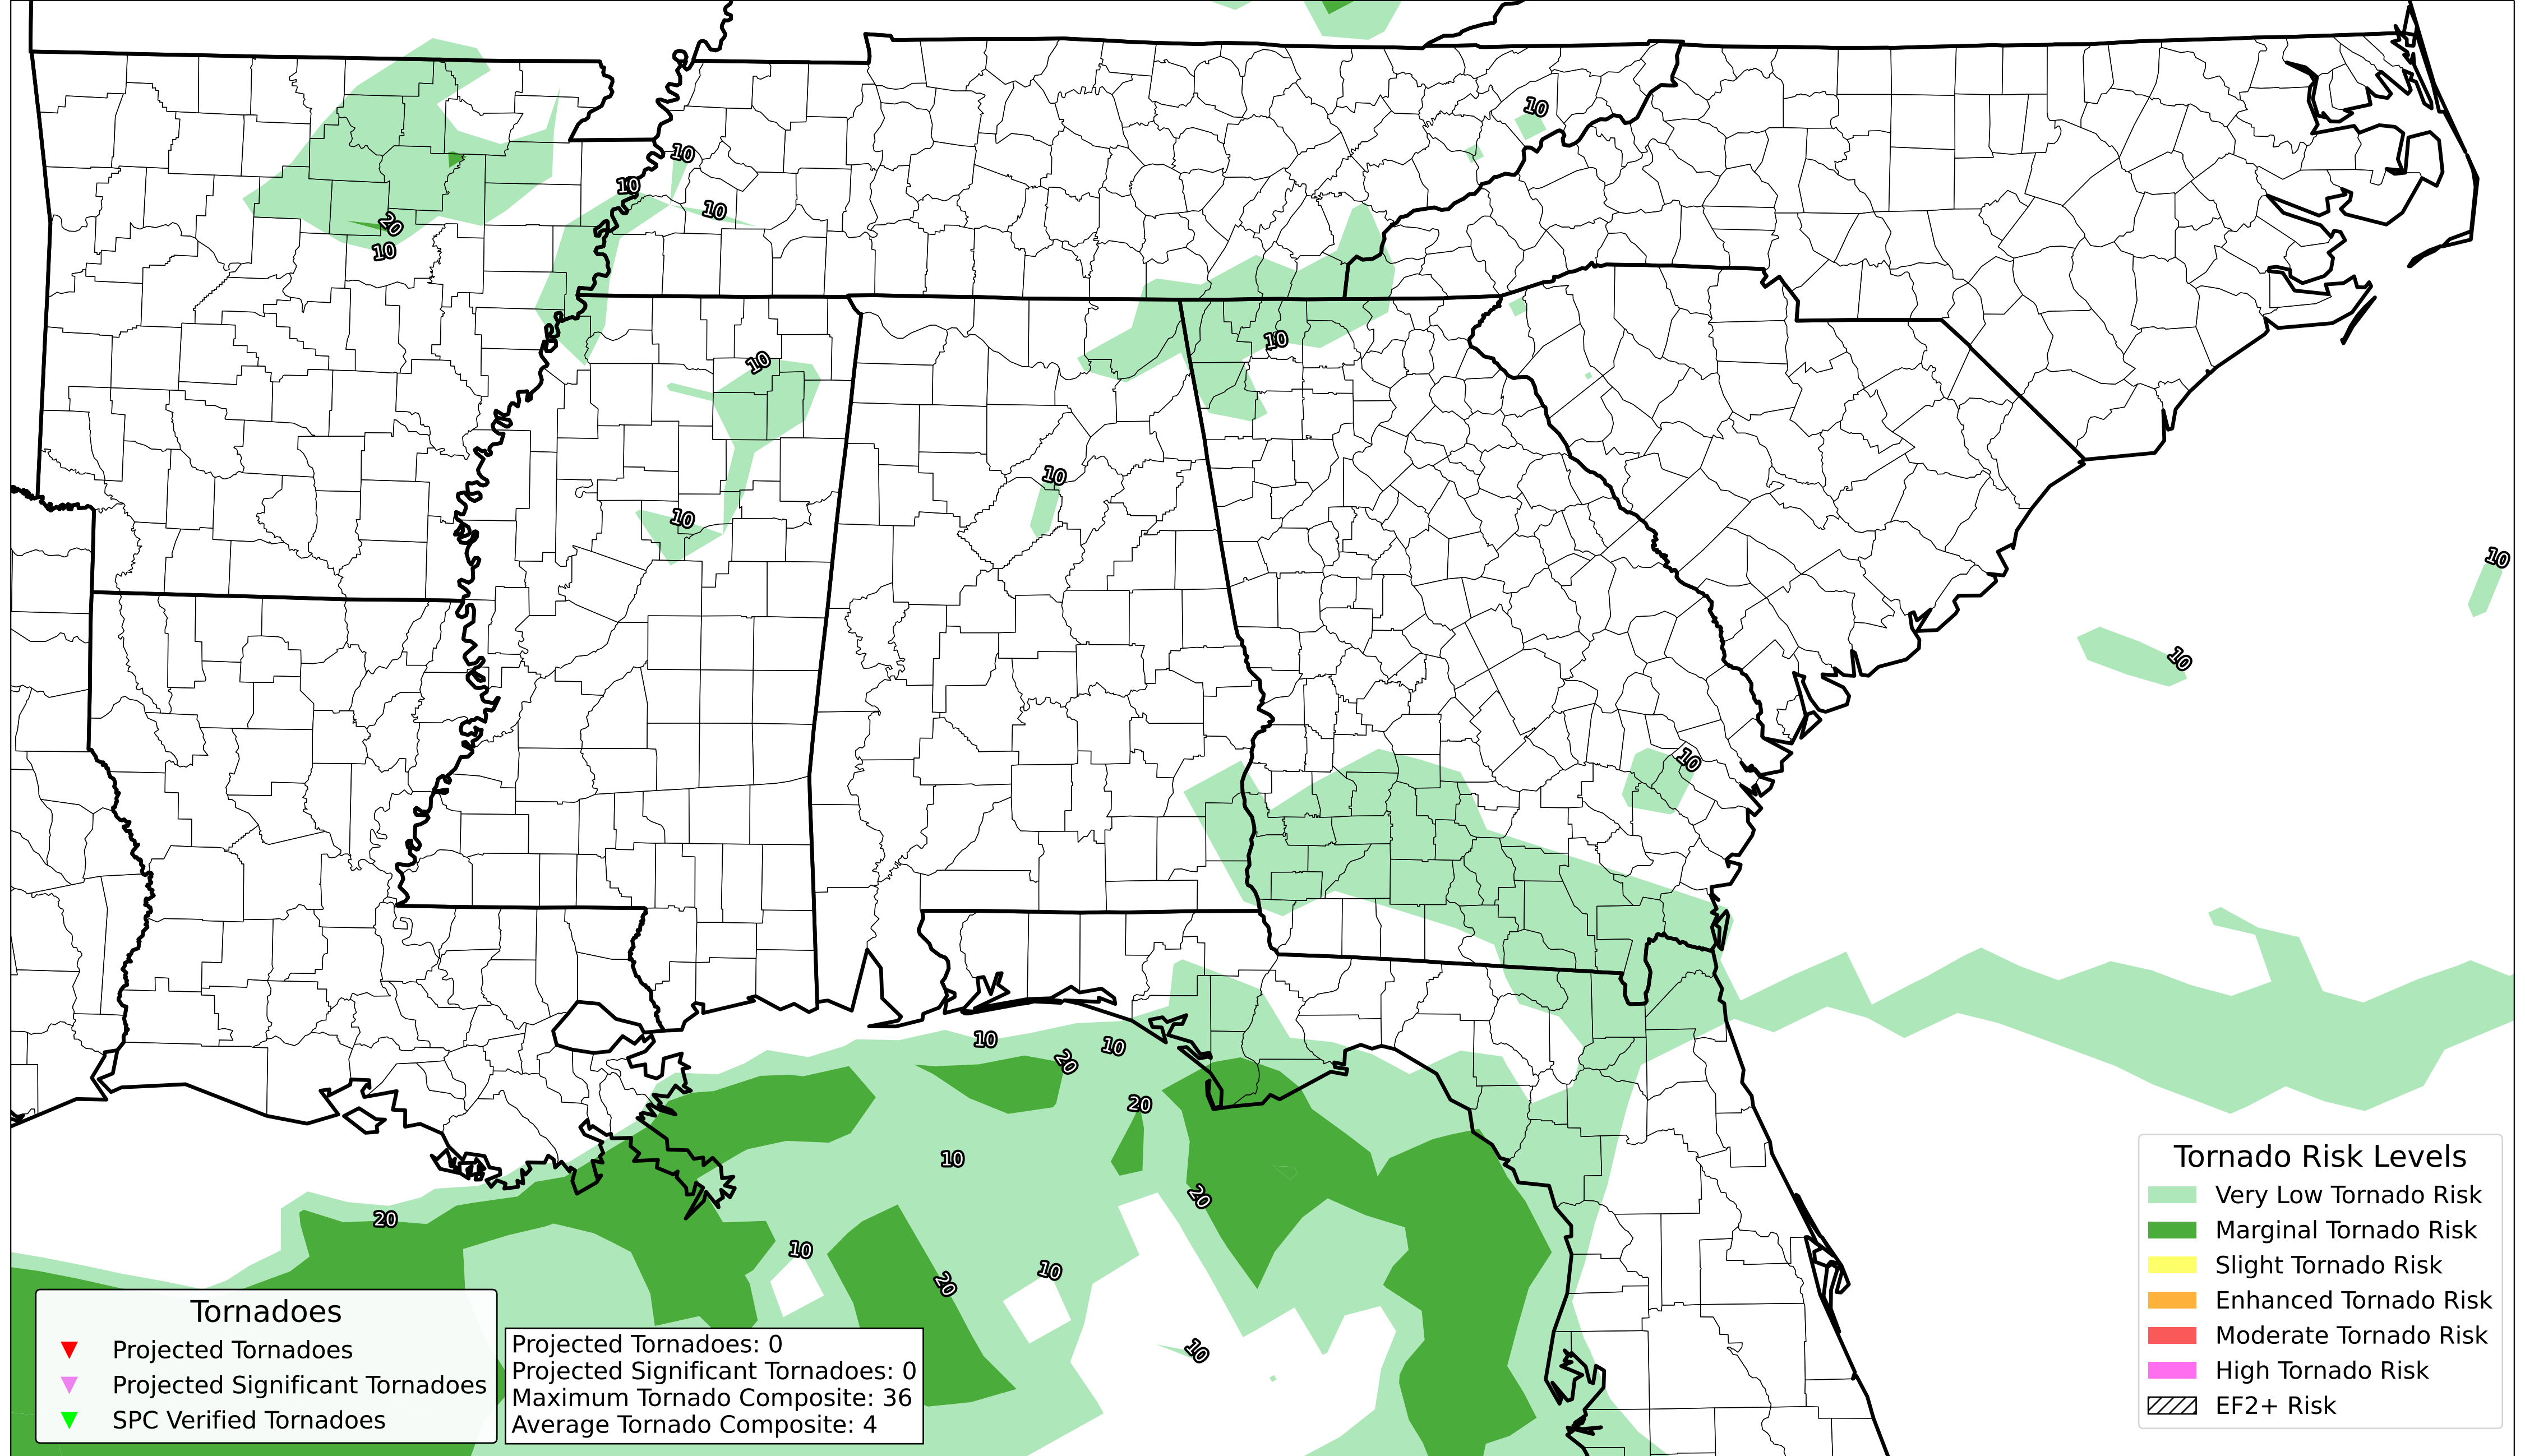 10
10
10
10
20
10
10
10
10
10
10
10
10
10
10
10
20
10
20
10
20
20
10
20
10
10
Tornado Risk Levels
Very Low Tornado Risk
Marginal Tornado Risk
Slight Tornado Risk
Enhanced Tornado Risk
Moderate Tornado Risk
High Tornado Risk
EF2+ Risk
Tornadoes
Projected Tornadoes
Projected Significant Tornadoes
SPC Verified Tornadoes
Projected Tornadoes: 0
Projected Significant Tornadoes: 0
Maximum Tornado Composite: 36
Average Tornado Composite: 4